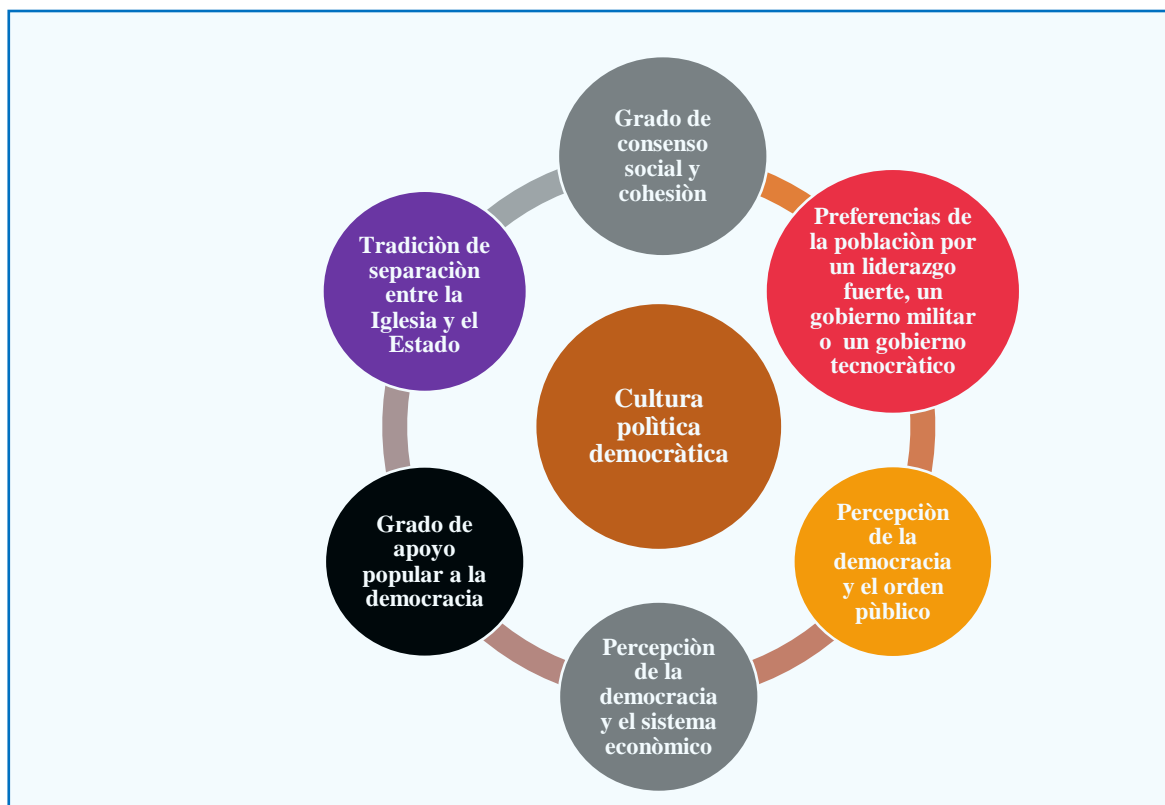 Grado de
consenso
social y
cohesiòn
Preferencias de
la poblaciòn por
un liderazgo
fuerte, un
gobierno militar
o un gobierno
tecnocràtico
Percepciòn
de la
democracia
y el orden
pùblico
Percepciòn
de la
democracia
y el sistema
econòmico
Grado de
apoyo
popular a la
democracia
Tradiciòn de
separaciòn
entre la
Iglesia y el
Estado
Cultura
polìtica
democràtica